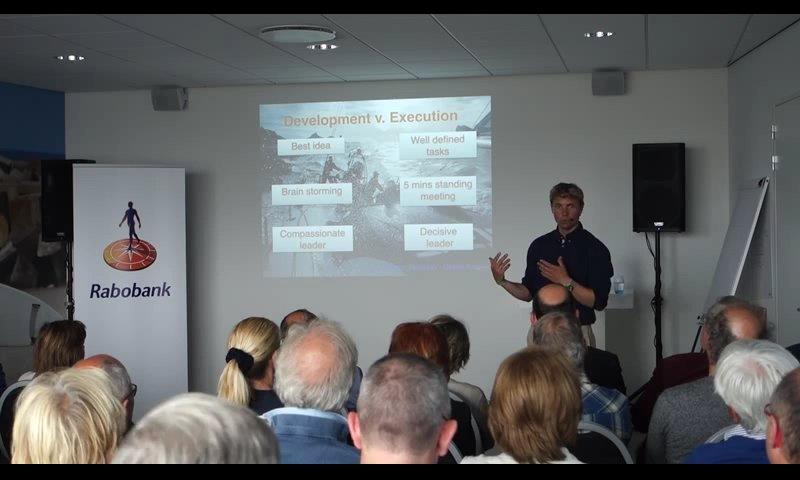 Development v. Execution
Best idea
Well defined
tasks
Brain storming
5 mins standing
meeting
Compassionate
leader
Decisive
leader
Rabobank